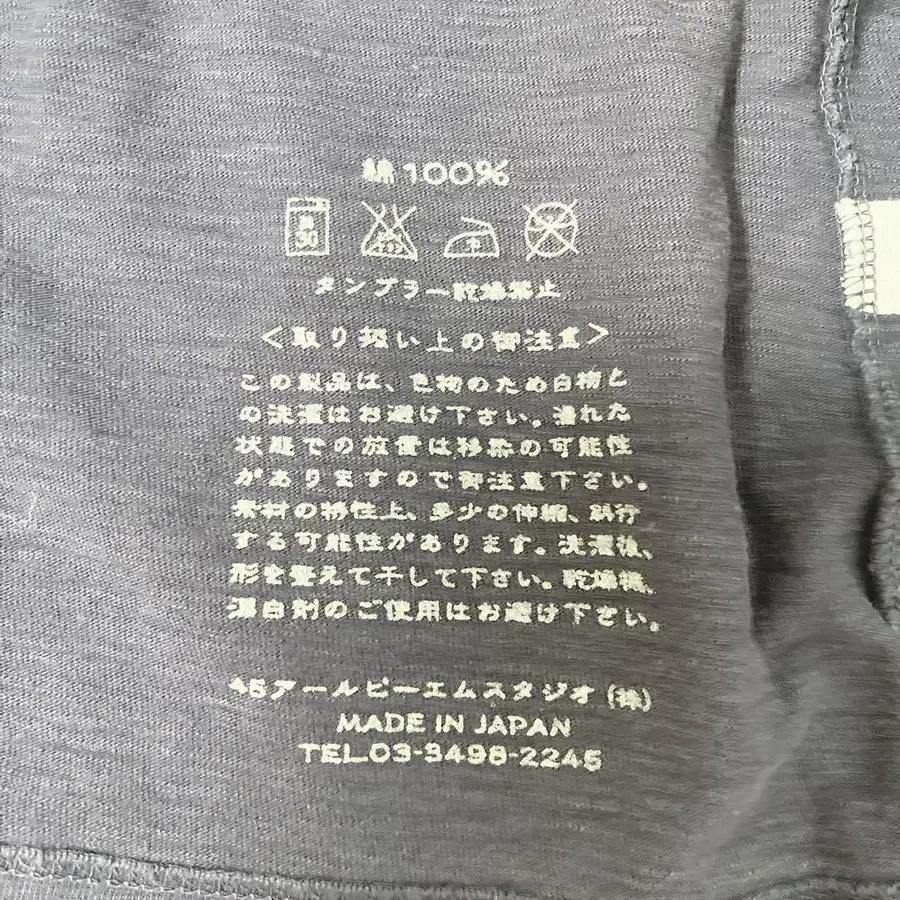 綿100%
30
タンブラー乾燥禁止
<取り扱い上の御注意>
この製品は、色物のため白物と
の洗濯はお避け下さい。濡れた
状態での放置は移染の可能性
がありますので御注意下さい。
素材の特性上、多少の伸縮、斜行
する可能性があります。洗濯後、
形を整えて干して下さい。乾燥機、
漂白剤のご使用はお避け下さい。
45アールピーエムスタジオ(株)
MADE IN JAPAN
TEL.03-3498-2245